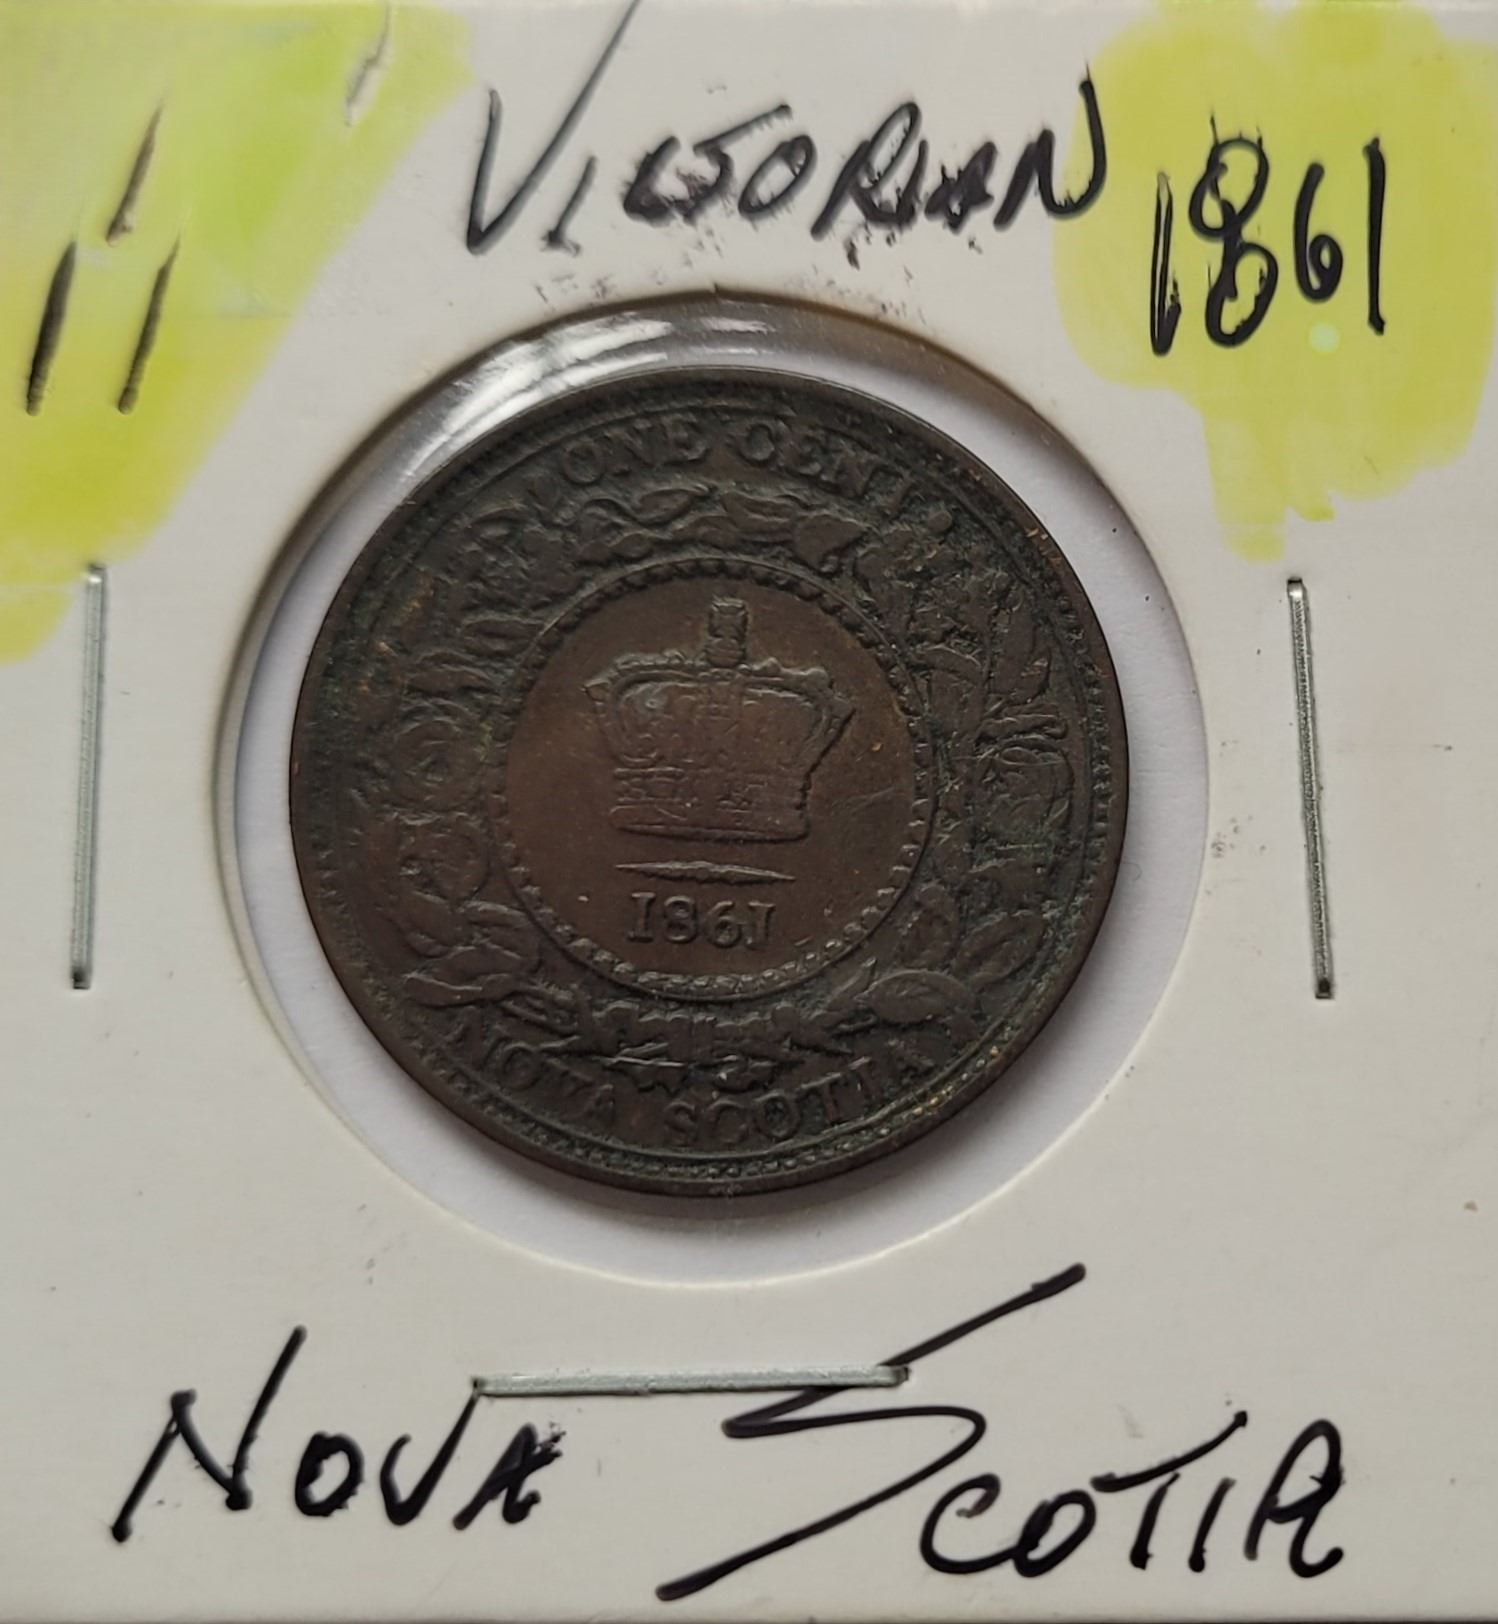 VICTORIAN 1861
ONE CENT
1861
NOVA SCOTIA
NOVA SCOTIA